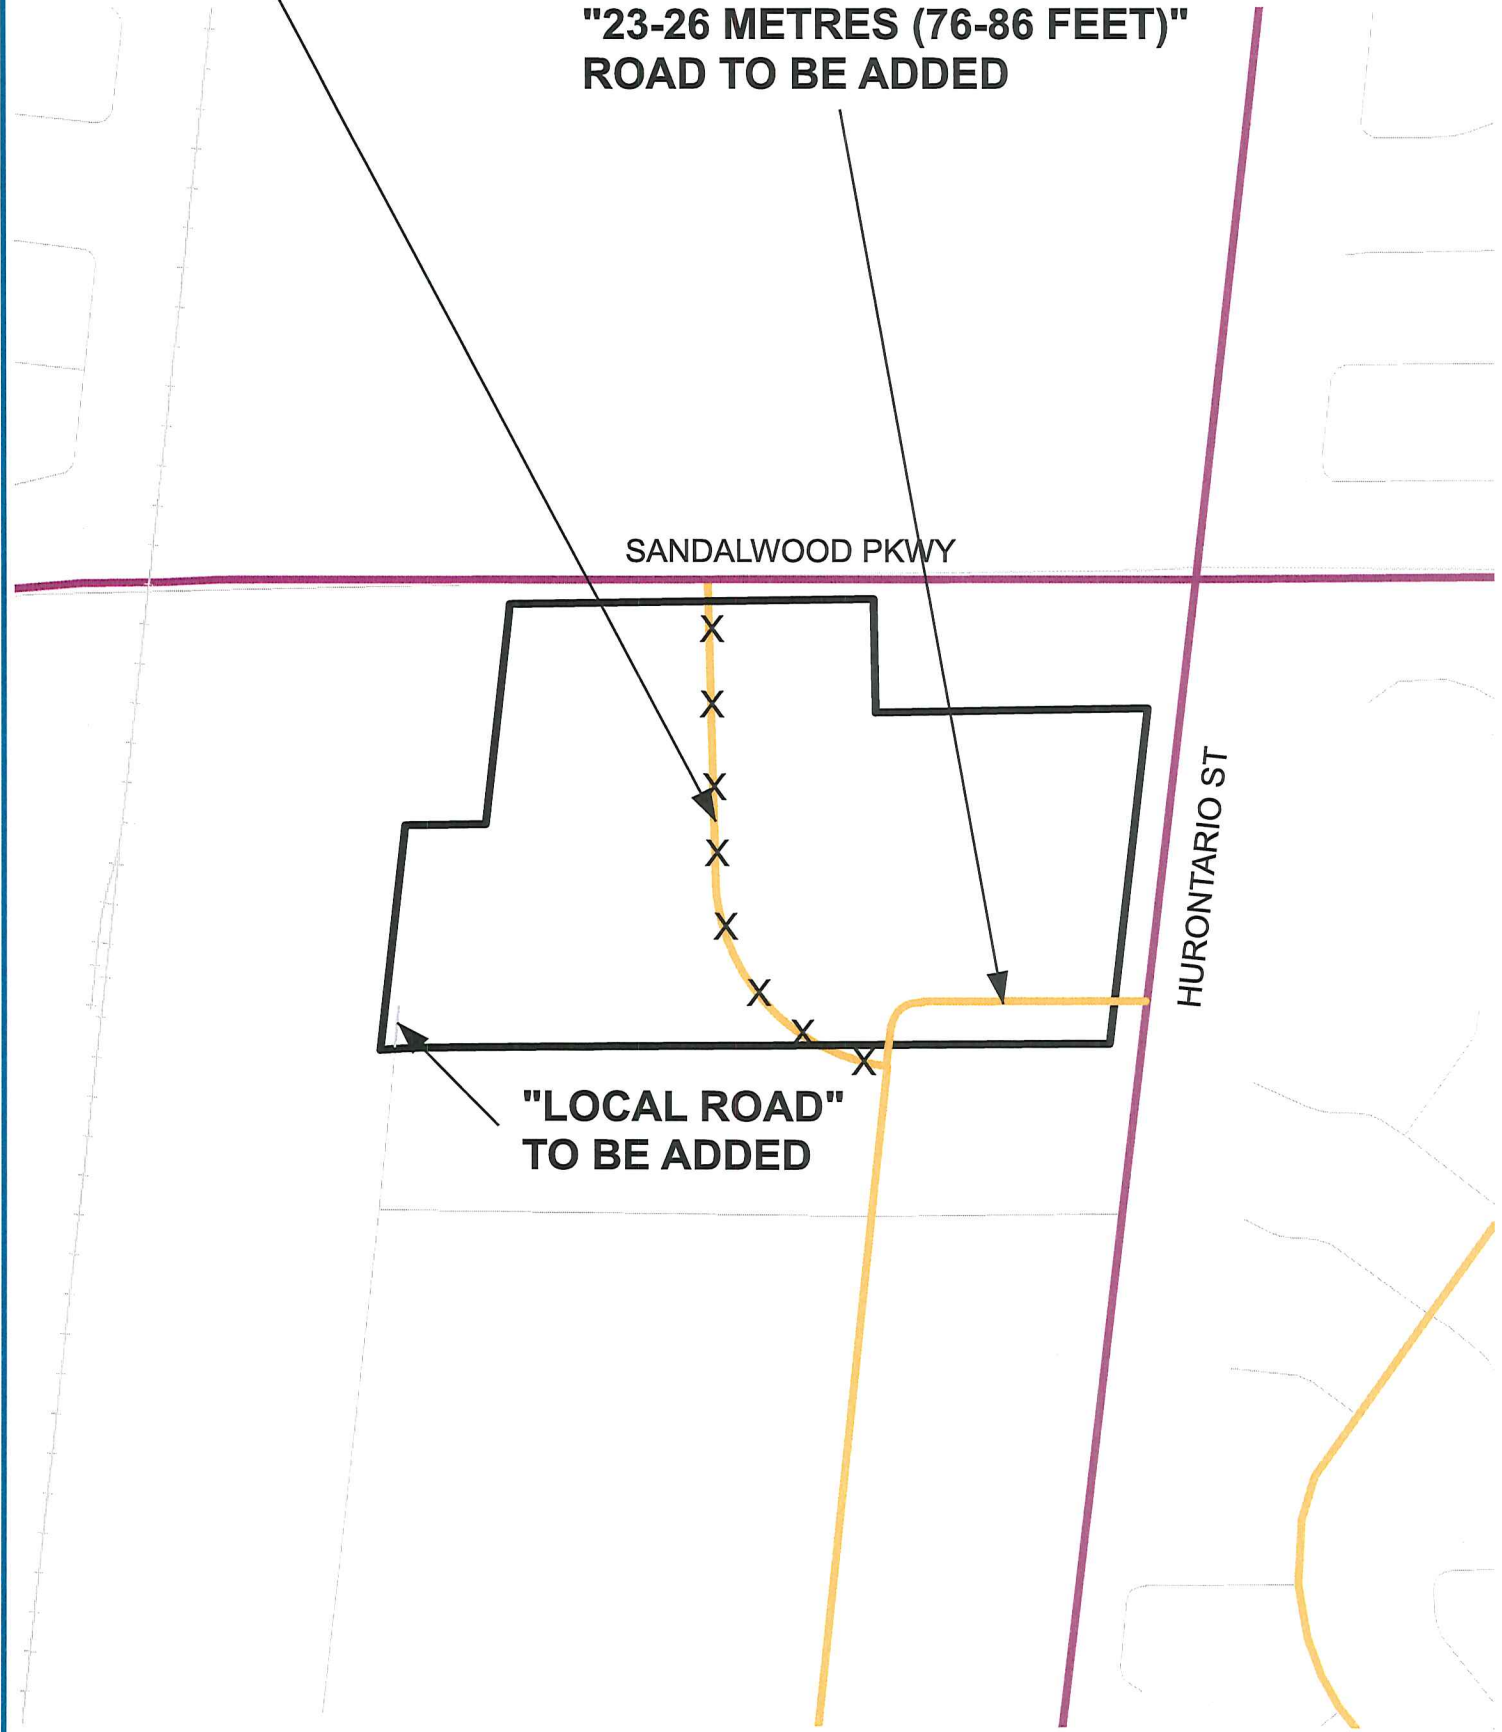 "23-26 METRES (76-86 FEET)"
ROAD TO BE ADDED
SANDALWOOD PKWY
X
X
X
X
X
X
X
X
HURONTARIO ST
"LOCAL ROAD"
TO BE ADDED